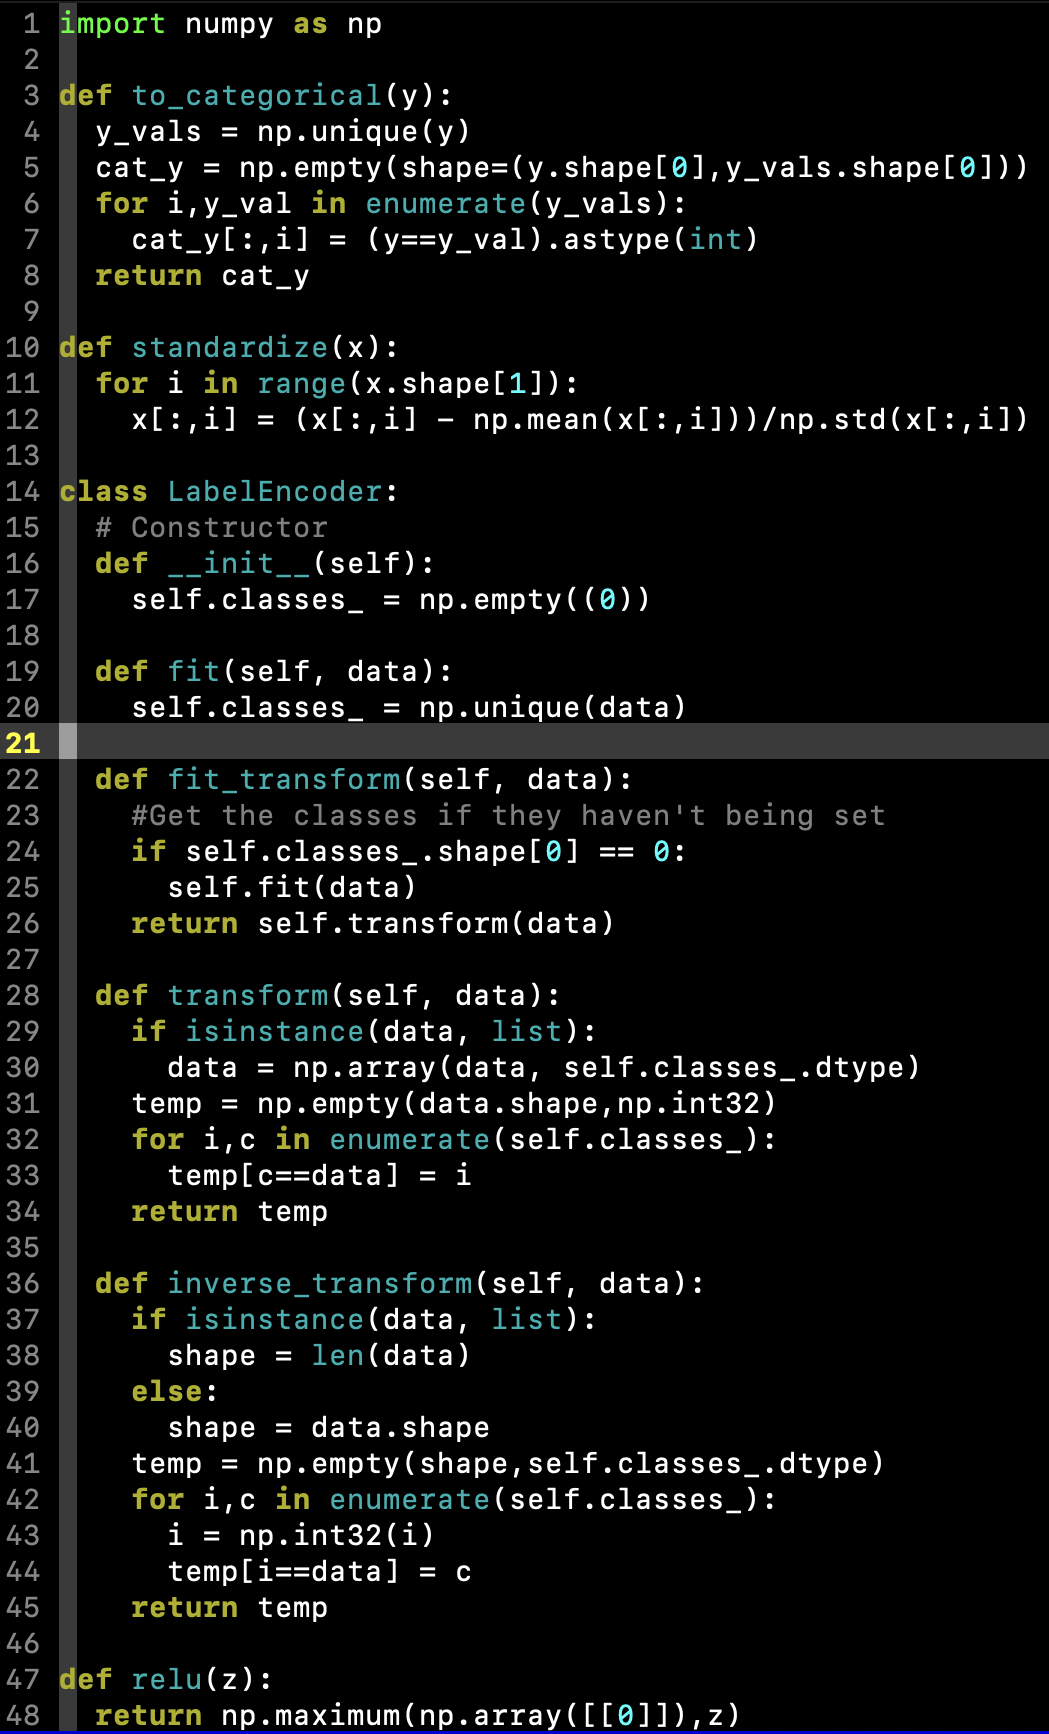 1 import numpy as np
2
3 def to_categorical(y):
4   y_vals = np.unique(y)
5   cat_y = np.empty(shape=(y.shape[0],y_vals.shape[0]))
6   for i,y_val in enumerate(y_vals):
7     cat_y[:,i] = (y==y_val).astype(int)
8   return cat_y
9
10 def standardize(x):
11   for i in range(x.shape[1]):
12     x[:,i] = (x[:,i] - np.mean(x[:,i]))/np.std(x[:,i])
13
14 class LabelEncoder:
15   # Constructor
16   def __init__(self):
17     self.classes_ = np.empty((0))
18
19   def fit(self, data):
20     self.classes_ = np.unique(data)
21
22   def fit_transform(self, data):
23     #Get the classes if they haven't being set
24     if self.classes_.shape[0] == 0:
25       self.fit(data)
26     return self.transform(data)
27
28   def transform(self, data):
29     if isinstance(data, list):
30       data = np.array(data, self.classes_.dtype)
31     temp = np.empty(data.shape,np.int32)
32     for i,c in enumerate(self.classes_):
33       temp[c==data] = i
34     return temp
35
36   def inverse_transform(self, data):
37     if isinstance(data, list):
38       shape = len(data)
39     else:
40       shape = data.shape
41     temp = np.empty(shape,self.classes_.dtype)
42     for i,c in enumerate(self.classes_):
43       i = np.int32(i)
44       temp[i==data] = c
45     return temp
46
47 def relu(z):
48   return np.maximum(np.array([[0]]),z)